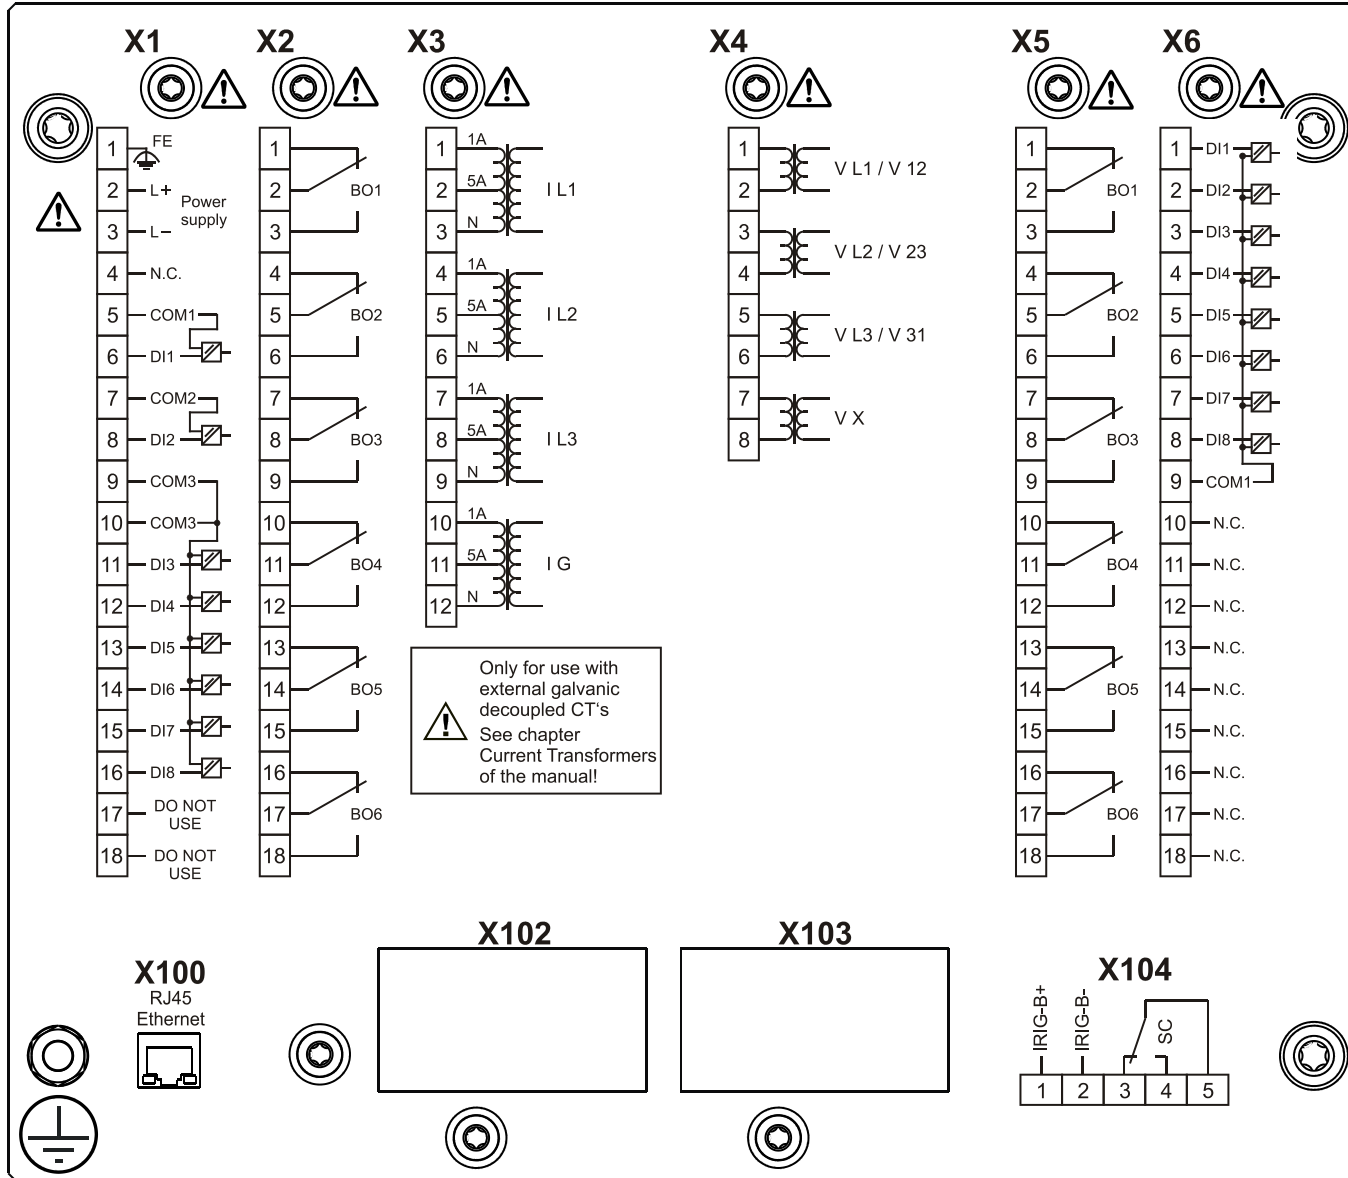 X1 X2 X3 X4 X5 X6
1 FE
2 L+
Power
supply
3 L–
4 N.C.
5 COM1
6 DI1
7 COM2
8 DI2
9 COM3
10 COM3
11 DI3
12 DI4
13 DI5
14 DI6
15 DI7
16 DI8
17 DO NOT
USE
18 DO NOT
USE
1
2 BO1
3
4
5 BO2
6
7
8 BO3
9
10
11 BO4
12
13
14 BO5
15
16
17 BO6
18
1 1A
2 5A I L1
3 N
4 1A
5 5A I L2
6 N
7 1A
8 5A I L3
9 N
10 1A
11 5A I G
12 N
Only for use with
external galvanic
decoupled CT's
See chapter
Current Transformers
of the manual!
1
V L1 / V 12
2
3
V L2 / V 23
4
5
V L3 / V 31
6
7
V X
8
1
2 BO1
3
4
5 BO2
6
7
8 BO3
9
10
11 BO4
12
13
14 BO5
15
16
17 BO6
18
1 DI1
2 DI2
3 DI3
4 DI4
5 DI5
6 DI6
7 DI7
8 DI8
9 COM1
10 N.C.
11 N.C.
12 N.C.
13 N.C.
14 N.C.
15 N.C.
16 N.C.
17 N.C.
18 N.C.
X100
RJ45
Ethernet
X102
X103
X104
IRIG-B+
IRIG-B-
SC
1 2 3 4 5